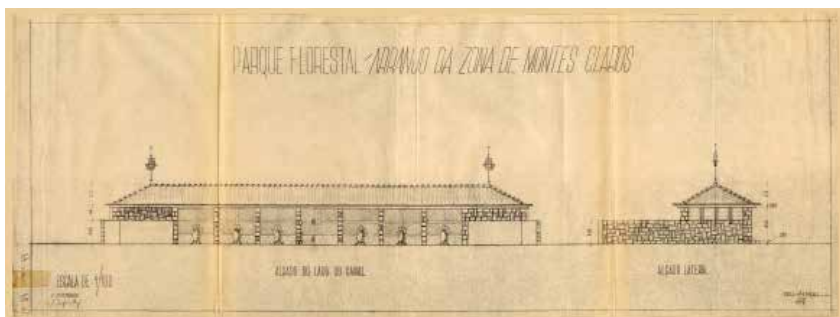 PARQUE FLORESTAL ARRANJO DA ZONA DE MONTES CLAROS
ALÇADO DO LADO DO CANAL
ALÇADO LATERAL
ESCALA DE 1/100